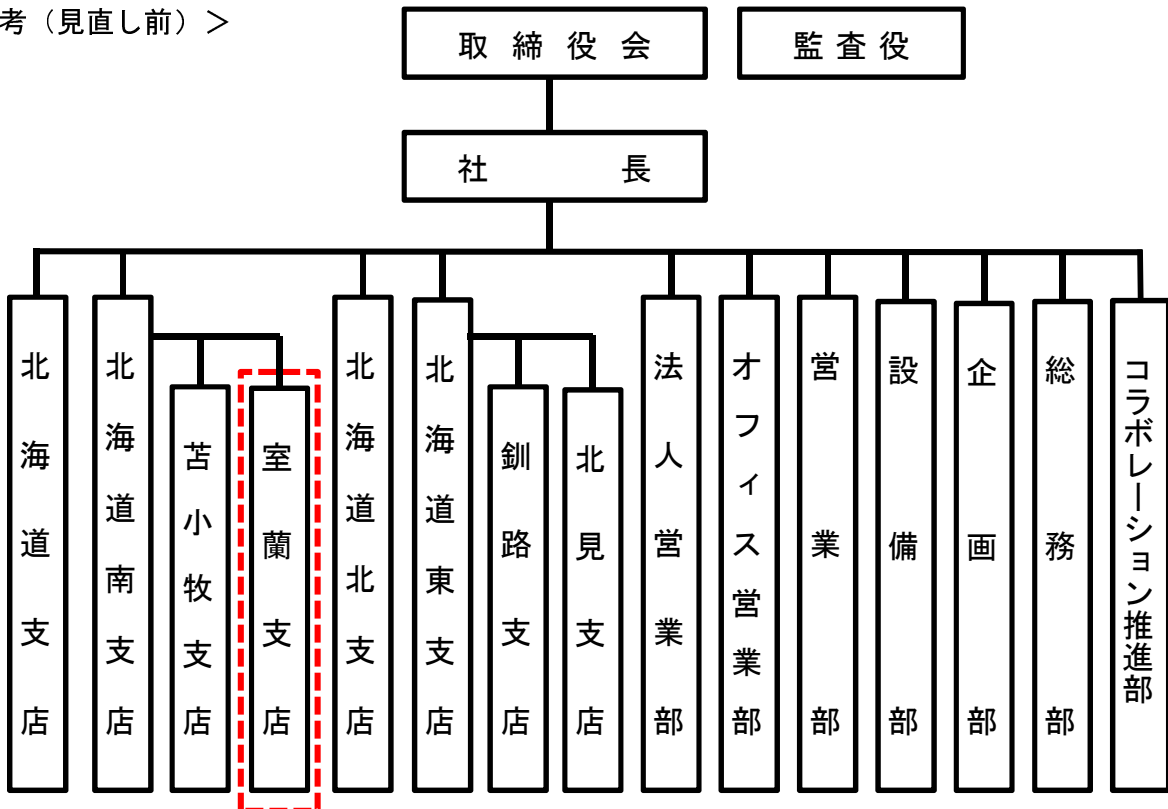 考（見直し前）＞
取締役会
監査役
社長
北海道支店
北海道南支店
苫小牧支店
室蘭支店
北海道北支店
北海道東支店
釧路支店
北見支店
法人営業部
オフィス営業部
営業部
設備部
企画部
総務部
コラボレーション推進部